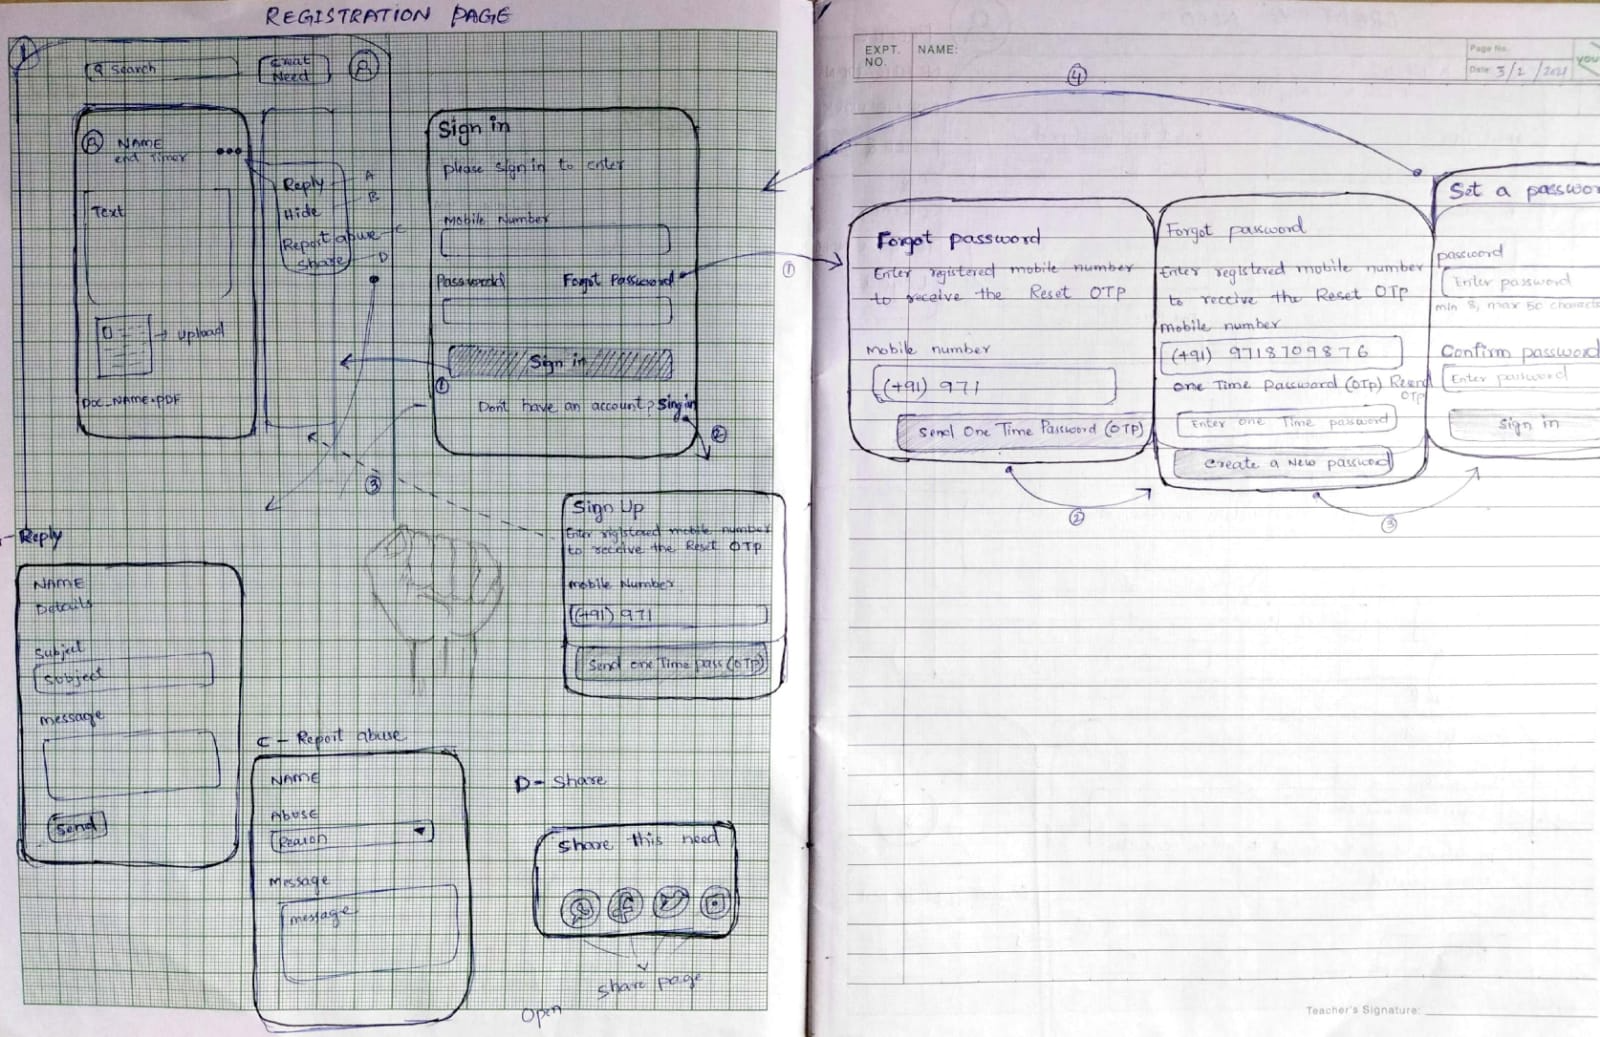 REGISTRATION PAGE
1
Search
Creat
Need
NAME
end Timer
Text
→ upload
DOC_NAME.PDF
Reply A
Hide B
Report abuse C
Share D
Sign in
please sign in to enter
Mobile Number
Password Forgot Password
Sign in
1
Dont have an account?
2
3
Sign Up
Enter registered mobile number
to receive the Reset OTP
mobile Number
(+91) 971
Send one Time pass (OTP)
Reply
NAME
Details
Subject
Subject
message
Send
C - Report abuse
NAME
Abuse
Reason
Message
message
D - Share
Share this need
share page
Open
EXPT.
NO.
NAME:
Page No.
Date: 3/2/2021
you
4
1
Forgot password
Enter registered mobile number
to receive the Reset OTP
Mobile number
(+91) 971
Send One Time Password (OTP)
2
Forgot password
Enter registered mobile number
to receive the Reset OTP
mobile number
(+91) 9718709876
one Time Password (OTP) Resend
OTP
Enter one Time password
Create a New password
3
Set a passwor
password
Enter password
min 8, max 50 characte
Confirm password
Enter password
Sign in
Teacher's Signature: